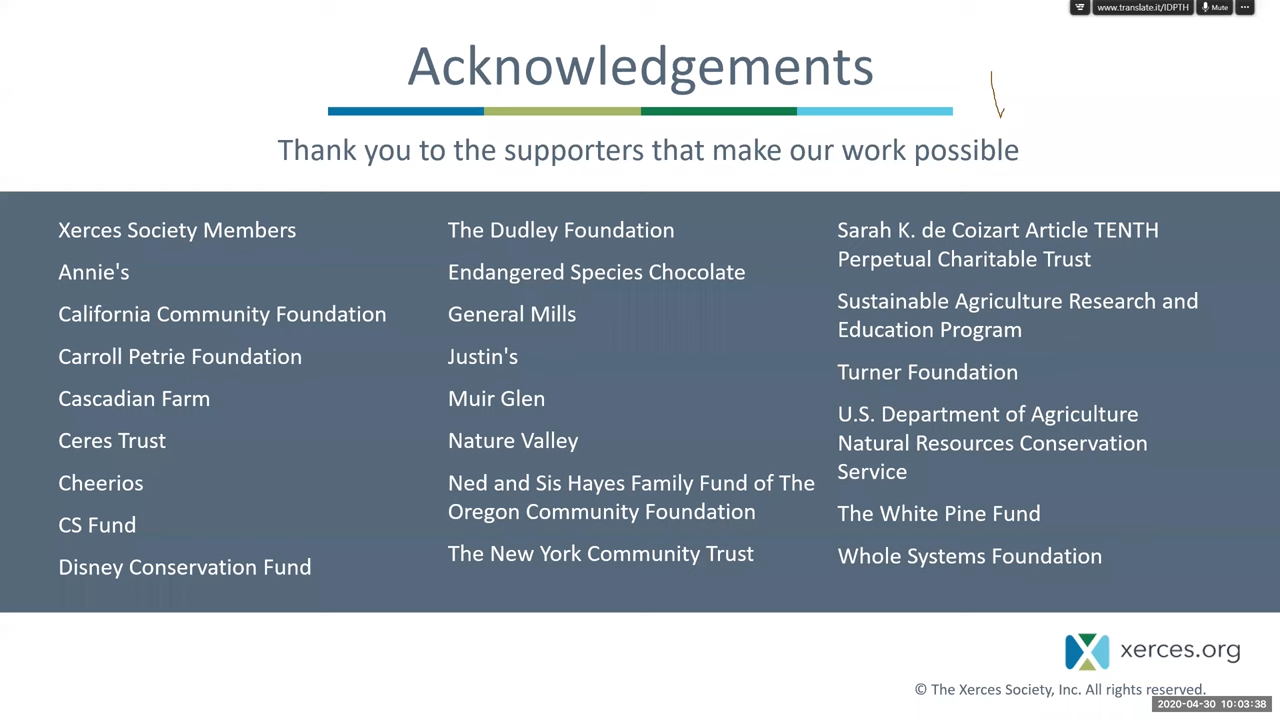 www.translate.it/IDPTH
Mute
Acknowledgements
Thank you to the supporters that make our work possible
Xerces Society Members
Annie's
California Community Foundation
Carroll Petrie Foundation
Cascadian Farm
Ceres Trust
Cheerios
CS Fund
Disney Conservation Fund
The Dudley Foundation
Endangered Species Chocolate
General Mills
Justin's
Muir Glen
Nature Valley
Ned and Sis Hayes Family Fund of The
Oregon Community Foundation
The New York Community Trust
Sarah K. de Coizart Article TENTH
Perpetual Charitable Trust
Sustainable Agriculture Research and
Education Program
Turner Foundation
U.S. Department of Agriculture
Natural Resources Conservation
Service
The White Pine Fund
Whole Systems Foundation
xerces.org
© The Xerces Society, Inc. All rights reserved.
2020-04-30 10:03:38